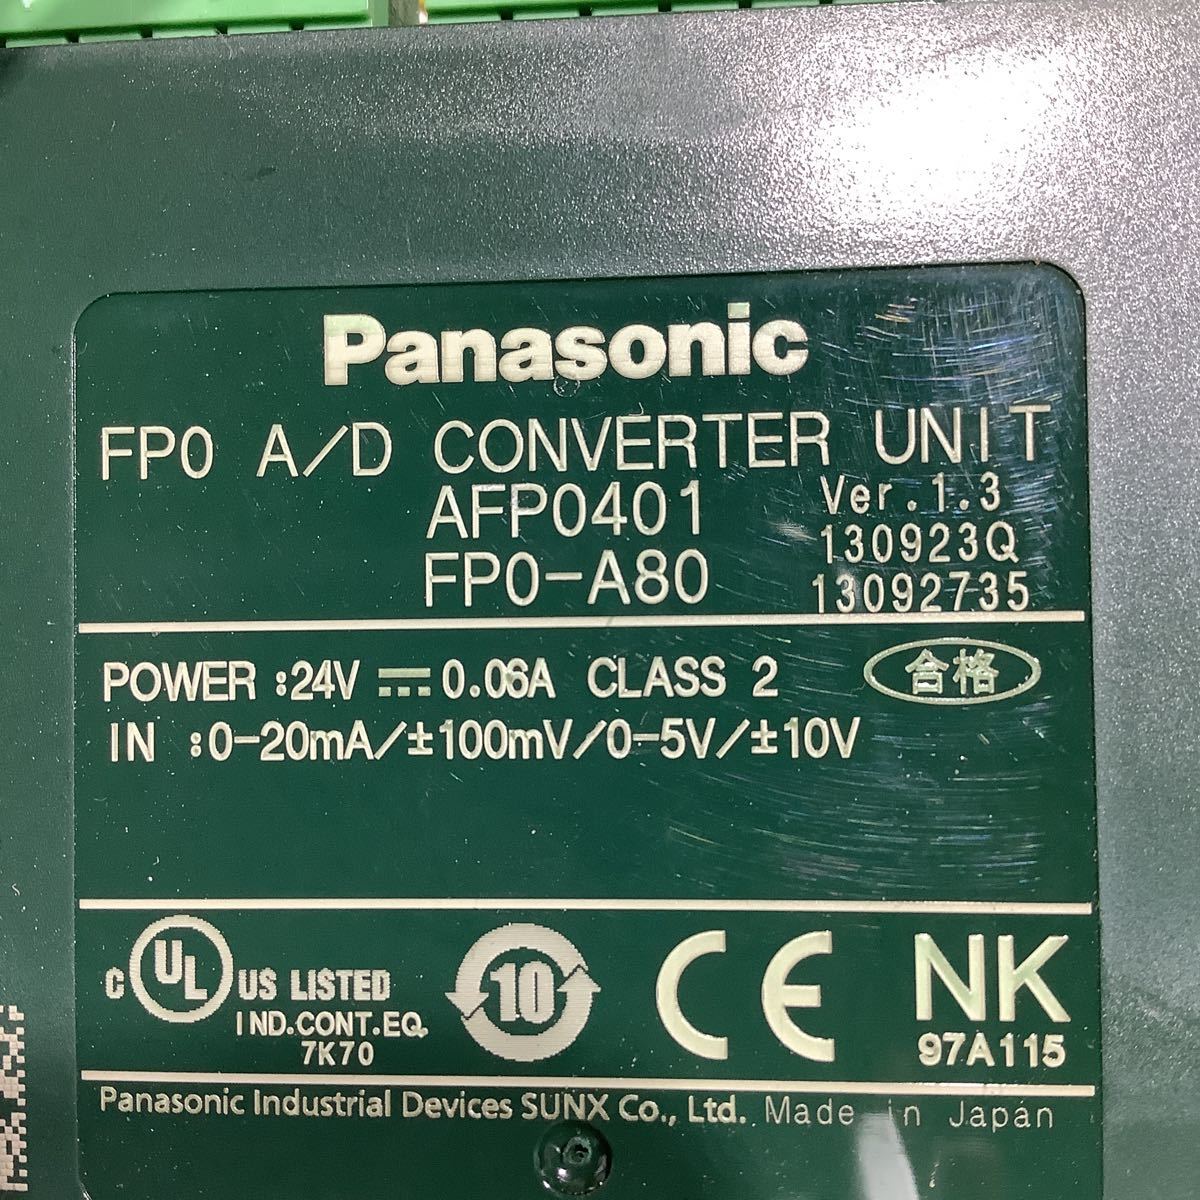 Panasonic
FP0 A/D CONVERTER UNIT
AFP0401 Ver.1.3
130923Q
FP0-A80 13092735
POWER :24V ⎓ 0.06A CLASS 2 合格
IN :0-20mA/±100mV/0-5V/±10V
C UL US LISTED
IND.CONT.EQ.
7K70
10
CE
NK
97A115
Panasonic Industrial Devices SUNX Co., Ltd. Made in Japan